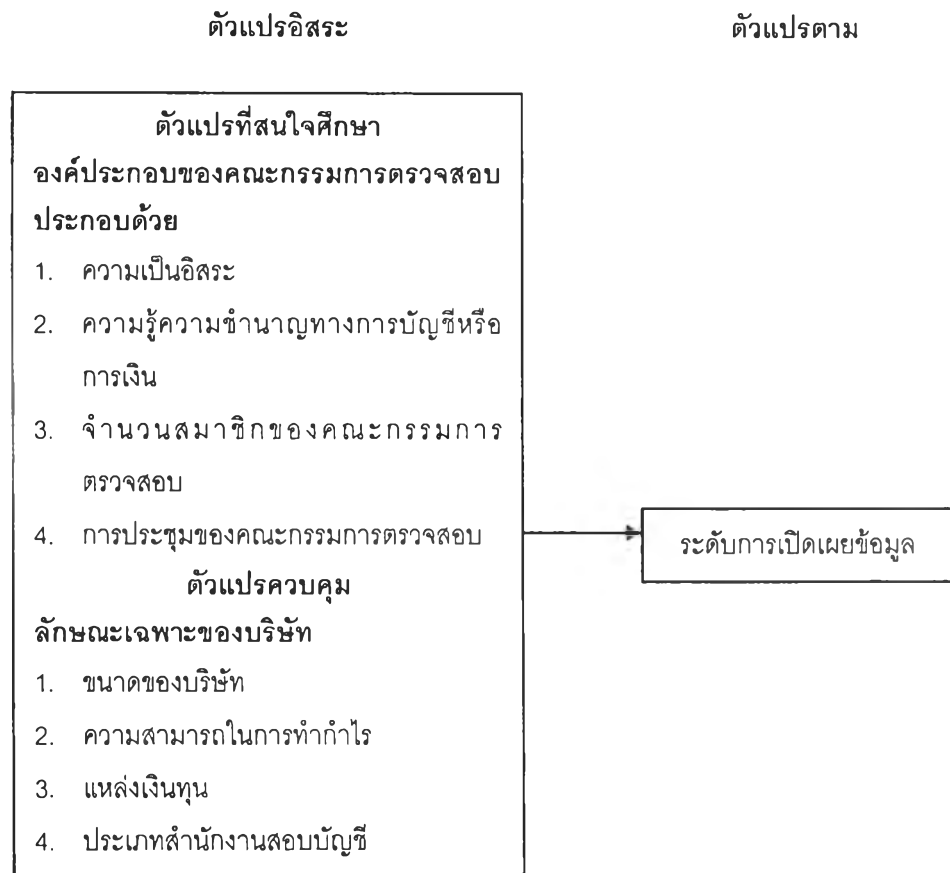 ตัวแปรอิสระ
ตัวแปรตาม
ตัวแปรที่สนใจศึกษา
องค์ประกอบของคณะกรรมการตรวจสอบ
ประกอบด้วย
1. ความเป็นอิสระ
2. ความรู้ความชำนาญทางการบัญชีหรือ
การเงิน
3. จำนวนสมาชิกของคณะกรรมการ
ตรวจสอบ
4. การประชุมของคณะกรรมการตรวจสอบ
ตัวแปรควบคุม
ลักษณะเฉพาะของบริษัท
1. ขนาดของบริษัท
2. ความสามารถในการทำกำไร
3. แหล่งเงินทุน
4. ประเภทสำนักงานสอบบัญชี
ระดับการเปิดเผยข้อมูล